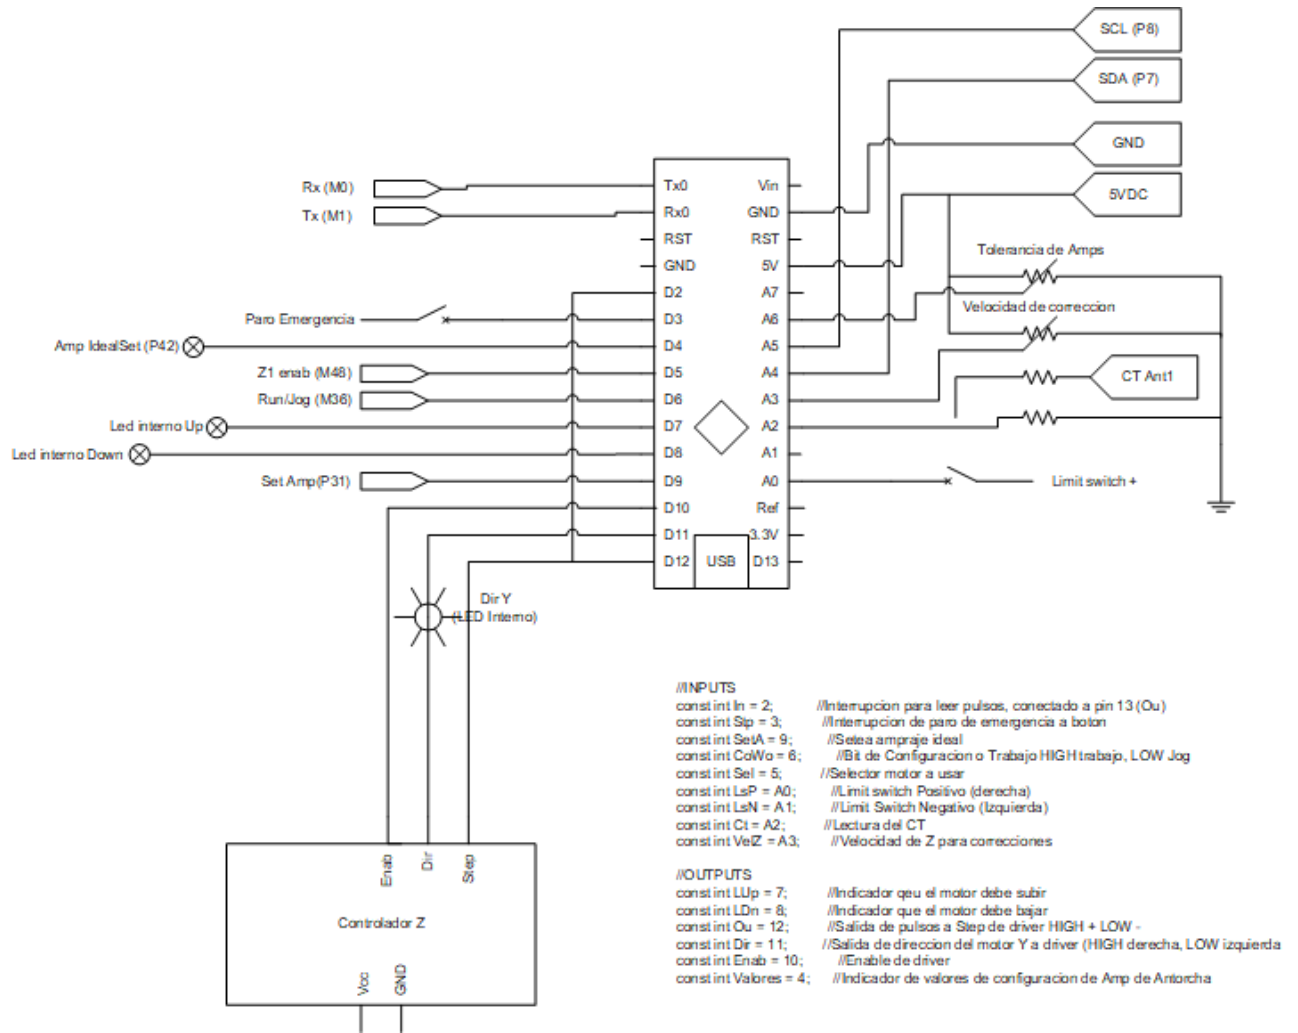 SCL (P8)
SDA (P7)
GND
5VDC
Rx (M0)
Tx (M1)
Tx0
Vin
Rx0
GND
RST
RST
GND
5V
D2
A7
Tolerancia de Amps
Paro Emergencia
D3
A6
Velocidad de correccion
Amp IdealSet (P42)
D4
A5
Z1 enab (M48)
D5
A4
CT Ant1
Run/Jog (M36)
D6
A3
Led interno Up
D7
A2
Led interno Down
D8
A1
Set Amp(P31)
D9
A0
Limit switch +
D10
Ref
D11
3.3V
D12
USB
D13
Dir Y
(LED Interno)
Enab
Dir
Step
Controlador Z
Vcc
GND
//INPUTS
const int In = 2; //Interrupcion para leer pulsos, conectado a pin 13 (Ou)
const int Stp = 3; //Interrupcion de paro de emergencia a boton
const int SetA = 9; //Setea ampraje ideal
const int CoWo = 6; //Bit de Configuracion o Trabajo HIGH trabajo, LOW Jog
const int Sel = 5; //Selector motor a usar
const int LsP = A0; //Limit switch Positivo (derecha)
const int LsN = A1; //Limit Switch Negativo (Izquierda)
const int Ct = A2; //Lectura del CT
const int VelZ = A3; //Velocidad de Z para correcciones
//OUTPUTS
const int LUp = 7; //Indicador qeu el motor debe subir
const int LDn = 8; //Indicador que el motor debe bajar
const int Ou = 12; //Salida de pulsos a Step de driver HIGH + LOW -
const int Dir = 11; //Salida de direccion del motor Y a driver (HIGH derecha, LOW izquierda
const int Enab = 10; //Enable de driver
const int Valores = 4; //Indicador de valores de configuracion de Amp de Antorcha